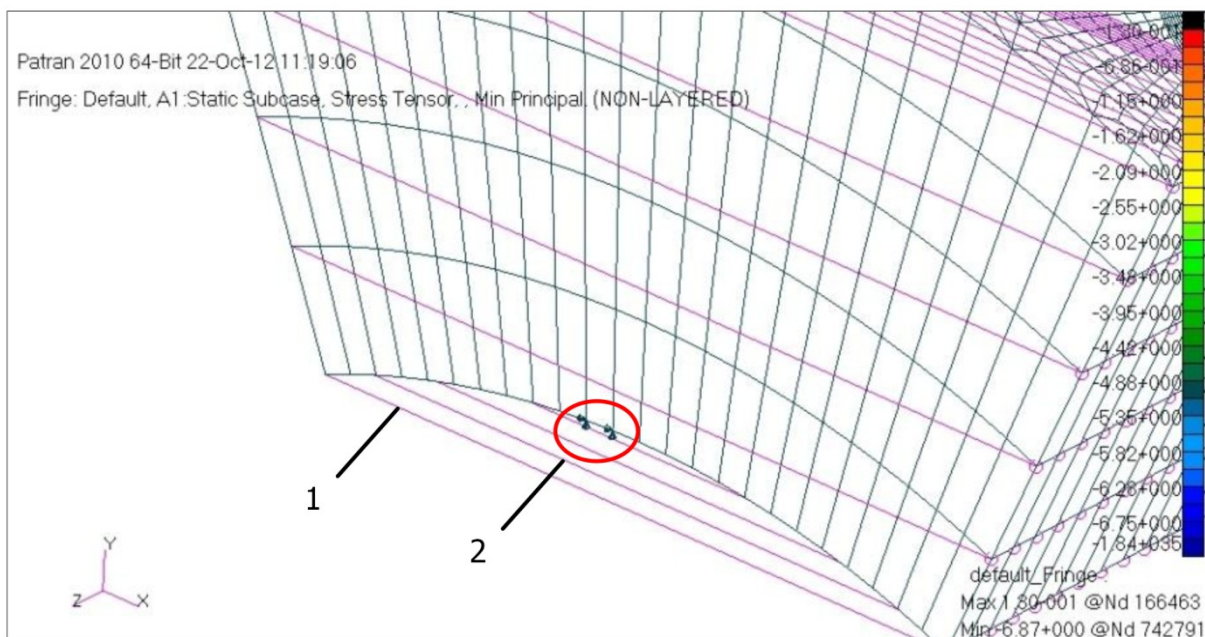 Patran 2010 64-Bit 22-Oct-12 11:19:06
Fringe: Default, A1:Static Subcase, Stress Tensor, , Min Principal, (NON-LAYERED)
-6.86-001
-1.15+000
-1.62+000
-2.09+000
-2.55+000
-3.02+000
-3.48+000
-3.95+000
-4.42+000
-4.88+000
-5.35+000
-5.82+000
-6.28+000
-6.75+000
-1.84+035
1
2
Y
Z
X
default_Fringe :
Max 1.80-001 @Nd 166463
Min -6.87+000 @Nd 742791